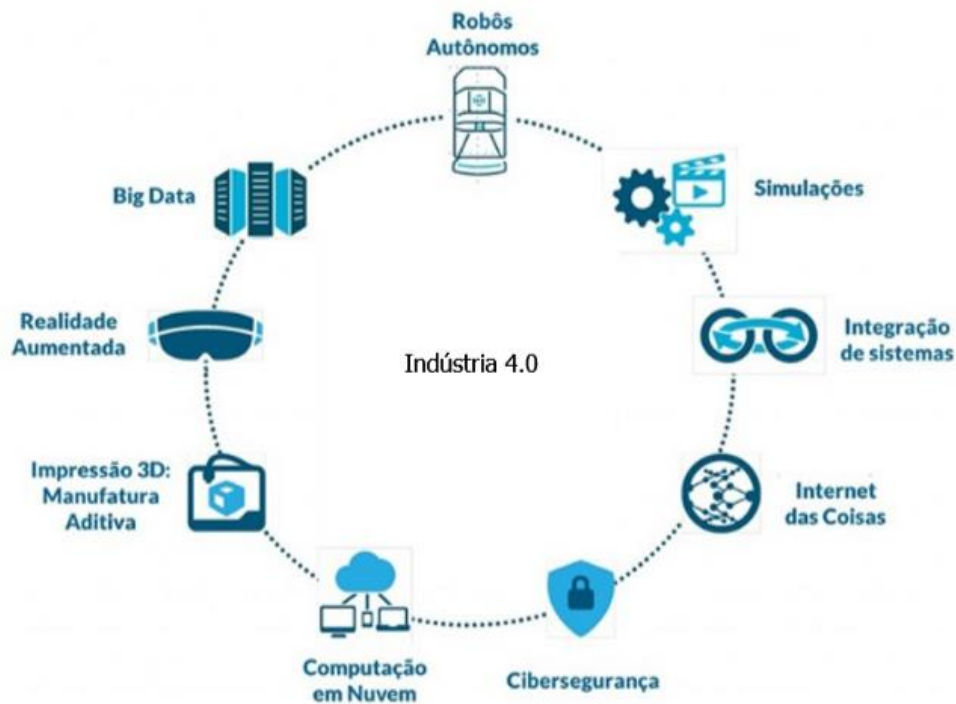 Robôs
Autônomos
Big Data
Simulações
Realidade
Aumentada
Integração
de sistemas
Indústria 4.0
Impressão 3D:
Manufatura
Aditiva
Internet
das Coisas
Computação
em Nuvem
Cibersegurança